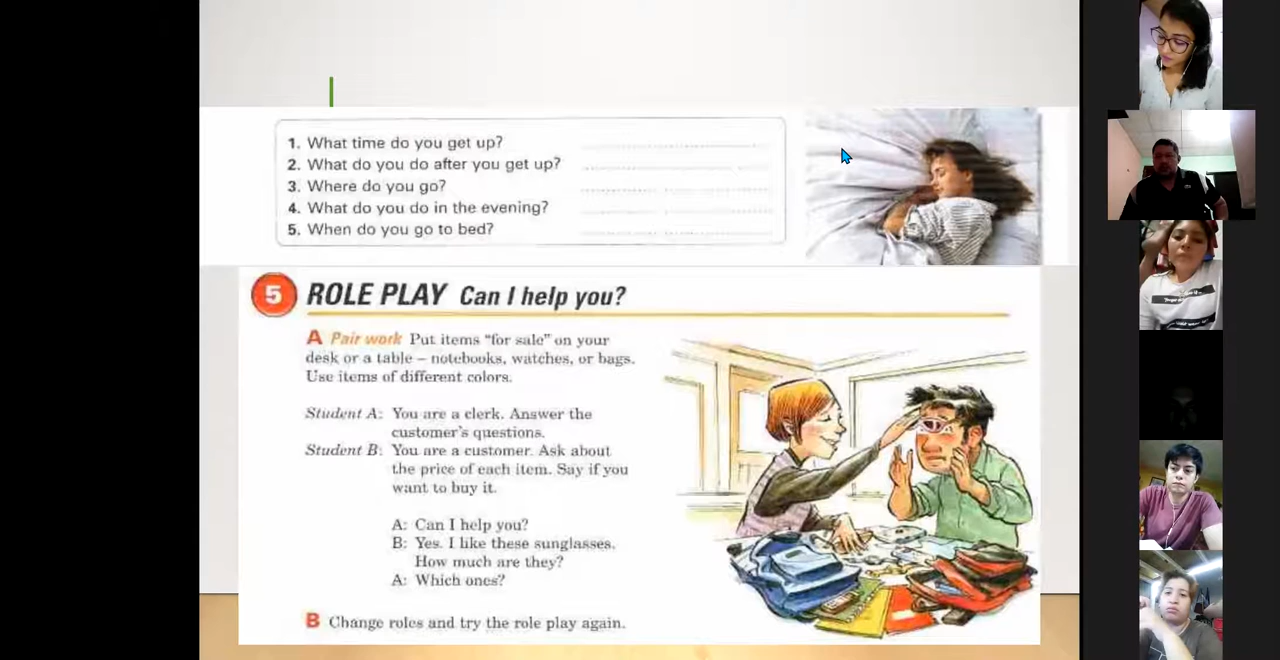 1. What time do you get up?
2. What do you do after you get up?
3. Where do you go?
4. What do you do in the evening?
5. When do you go to bed?
5 ROLE PLAY Can I help you?
A Pair work Put items “for sale” on your
desk or a table – notebooks, watches, or bags.
Use items of different colors.
Student A: You are a clerk. Answer the
customer's questions.
Student B: You are a customer. Ask about
the price of each item. Say if you
want to buy it.
A: Can I help you?
B: Yes. I like these sunglasses.
How much are they?
A: Which ones?
B Change roles and try the role play again.